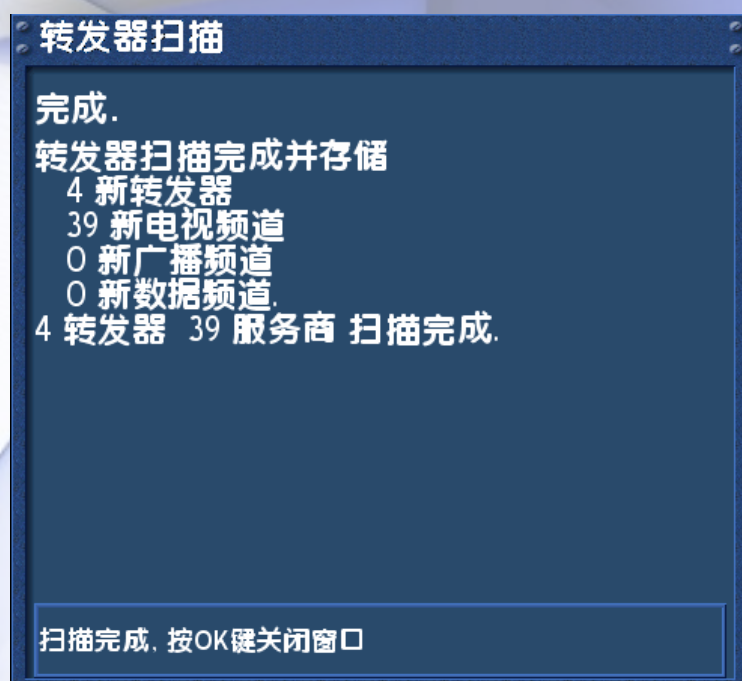 转发器扫描
完成.
转发器扫描完成并存储
4 新转发器
39 新电视频道
0 新广播频道
0 新数据频道.
4 转发器 39 服务商 扫描完成.
扫描完成, 按OK键关闭窗口